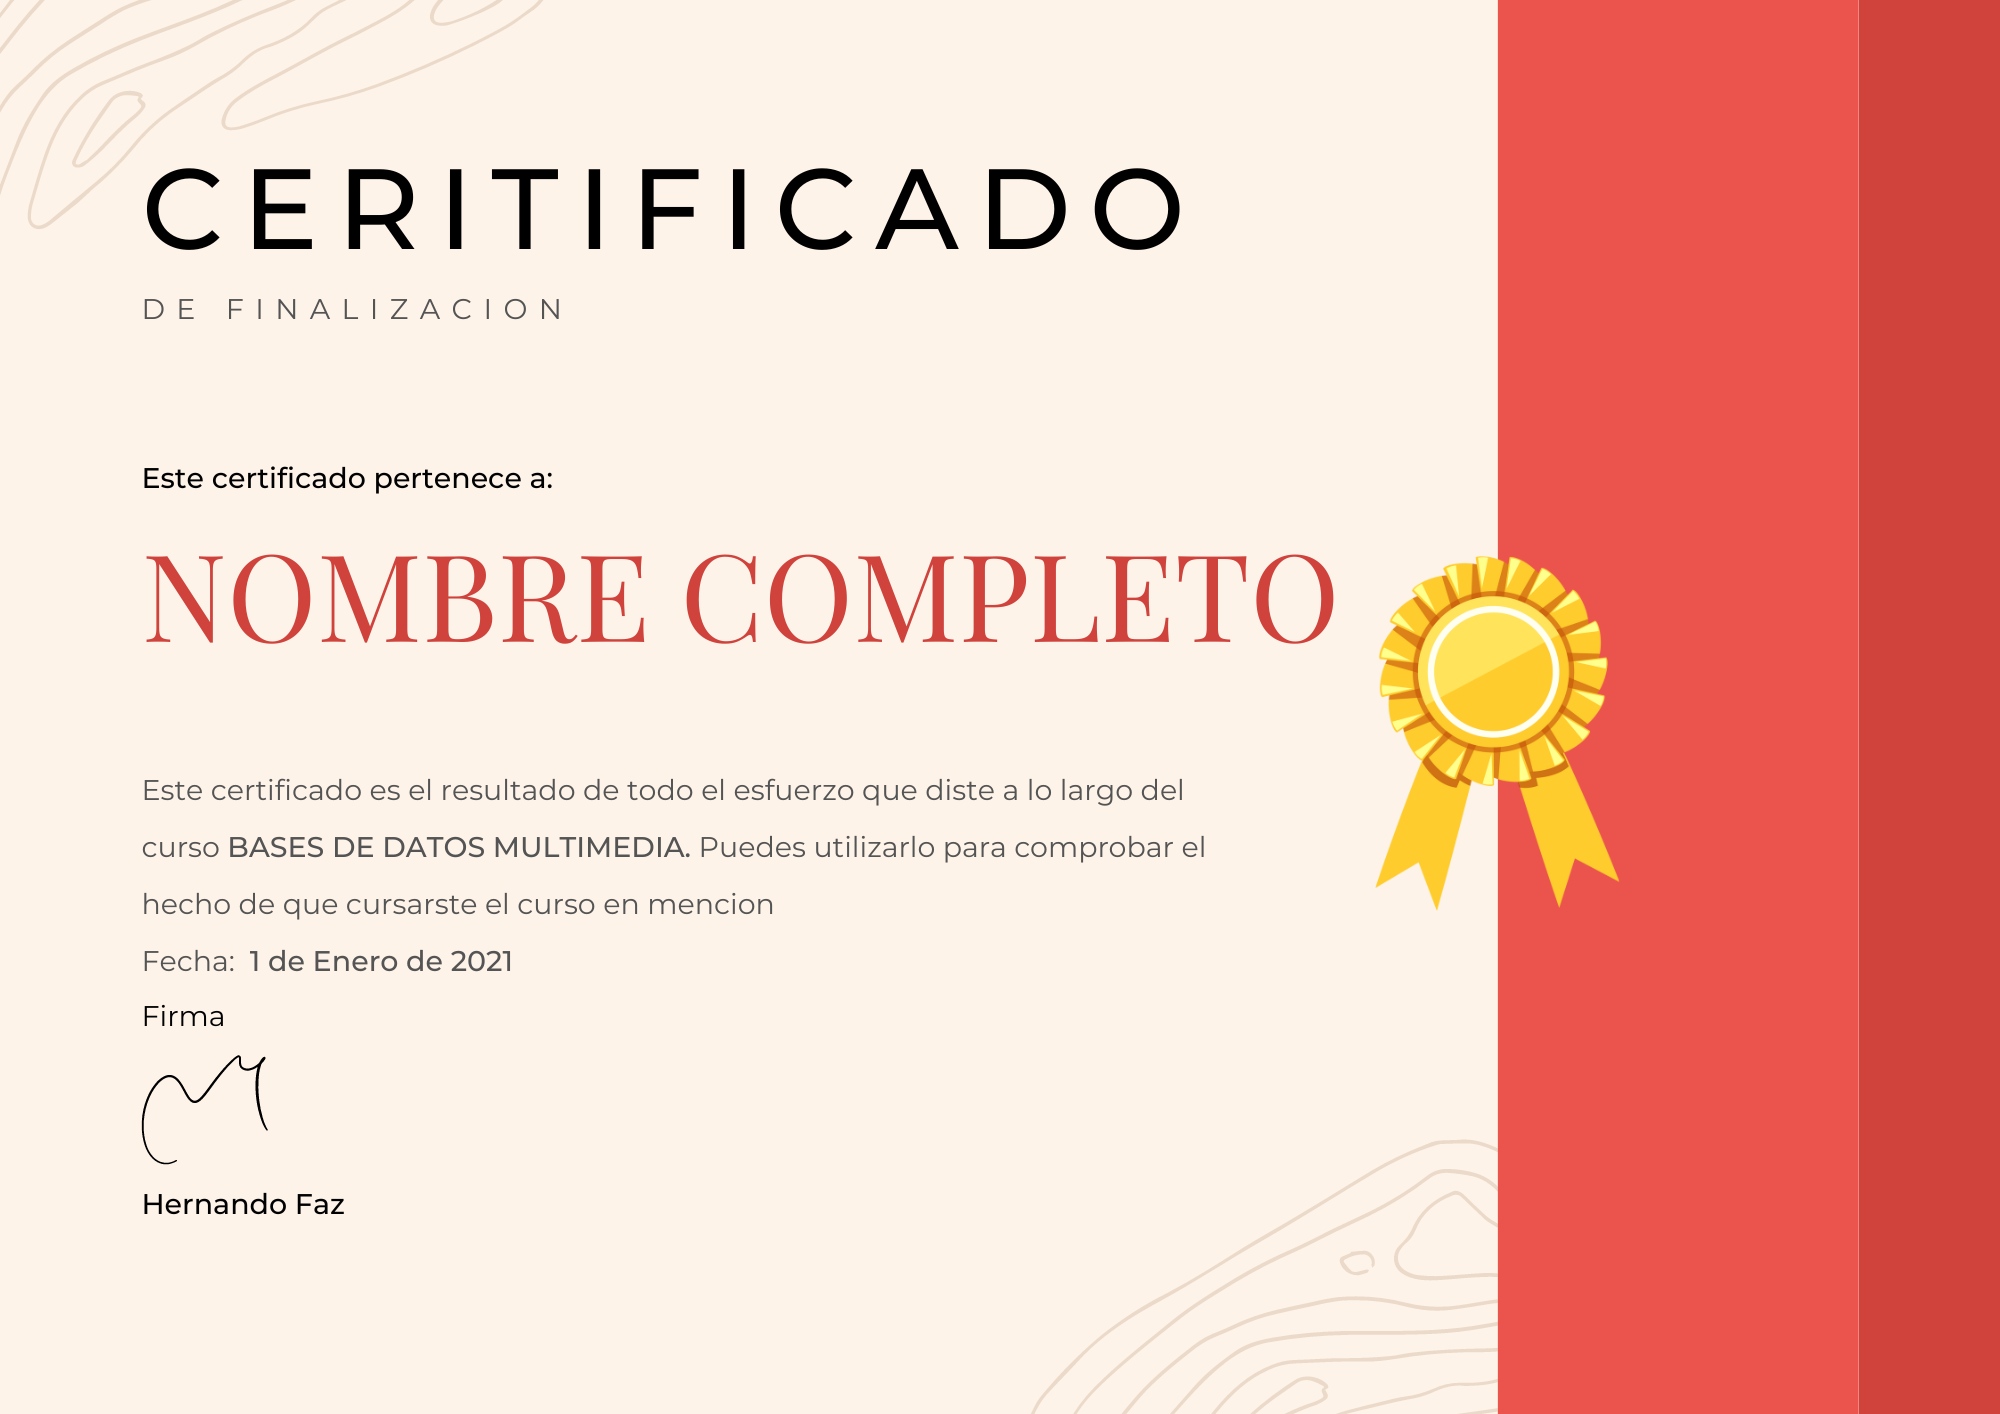 CERITIFICADO
DE FINALIZACION
Este certificado pertenece a:
NOMBRE COMPLETO
Este certificado es el resultado de todo el esfuerzo que diste a lo largo del
curso BASES DE DATOS MULTIMEDIA. Puedes utilizarlo para comprobar el
hecho de que cursarste el curso en mencion
Fecha: 1 de Enero de 2021
Firma
Hernando Faz